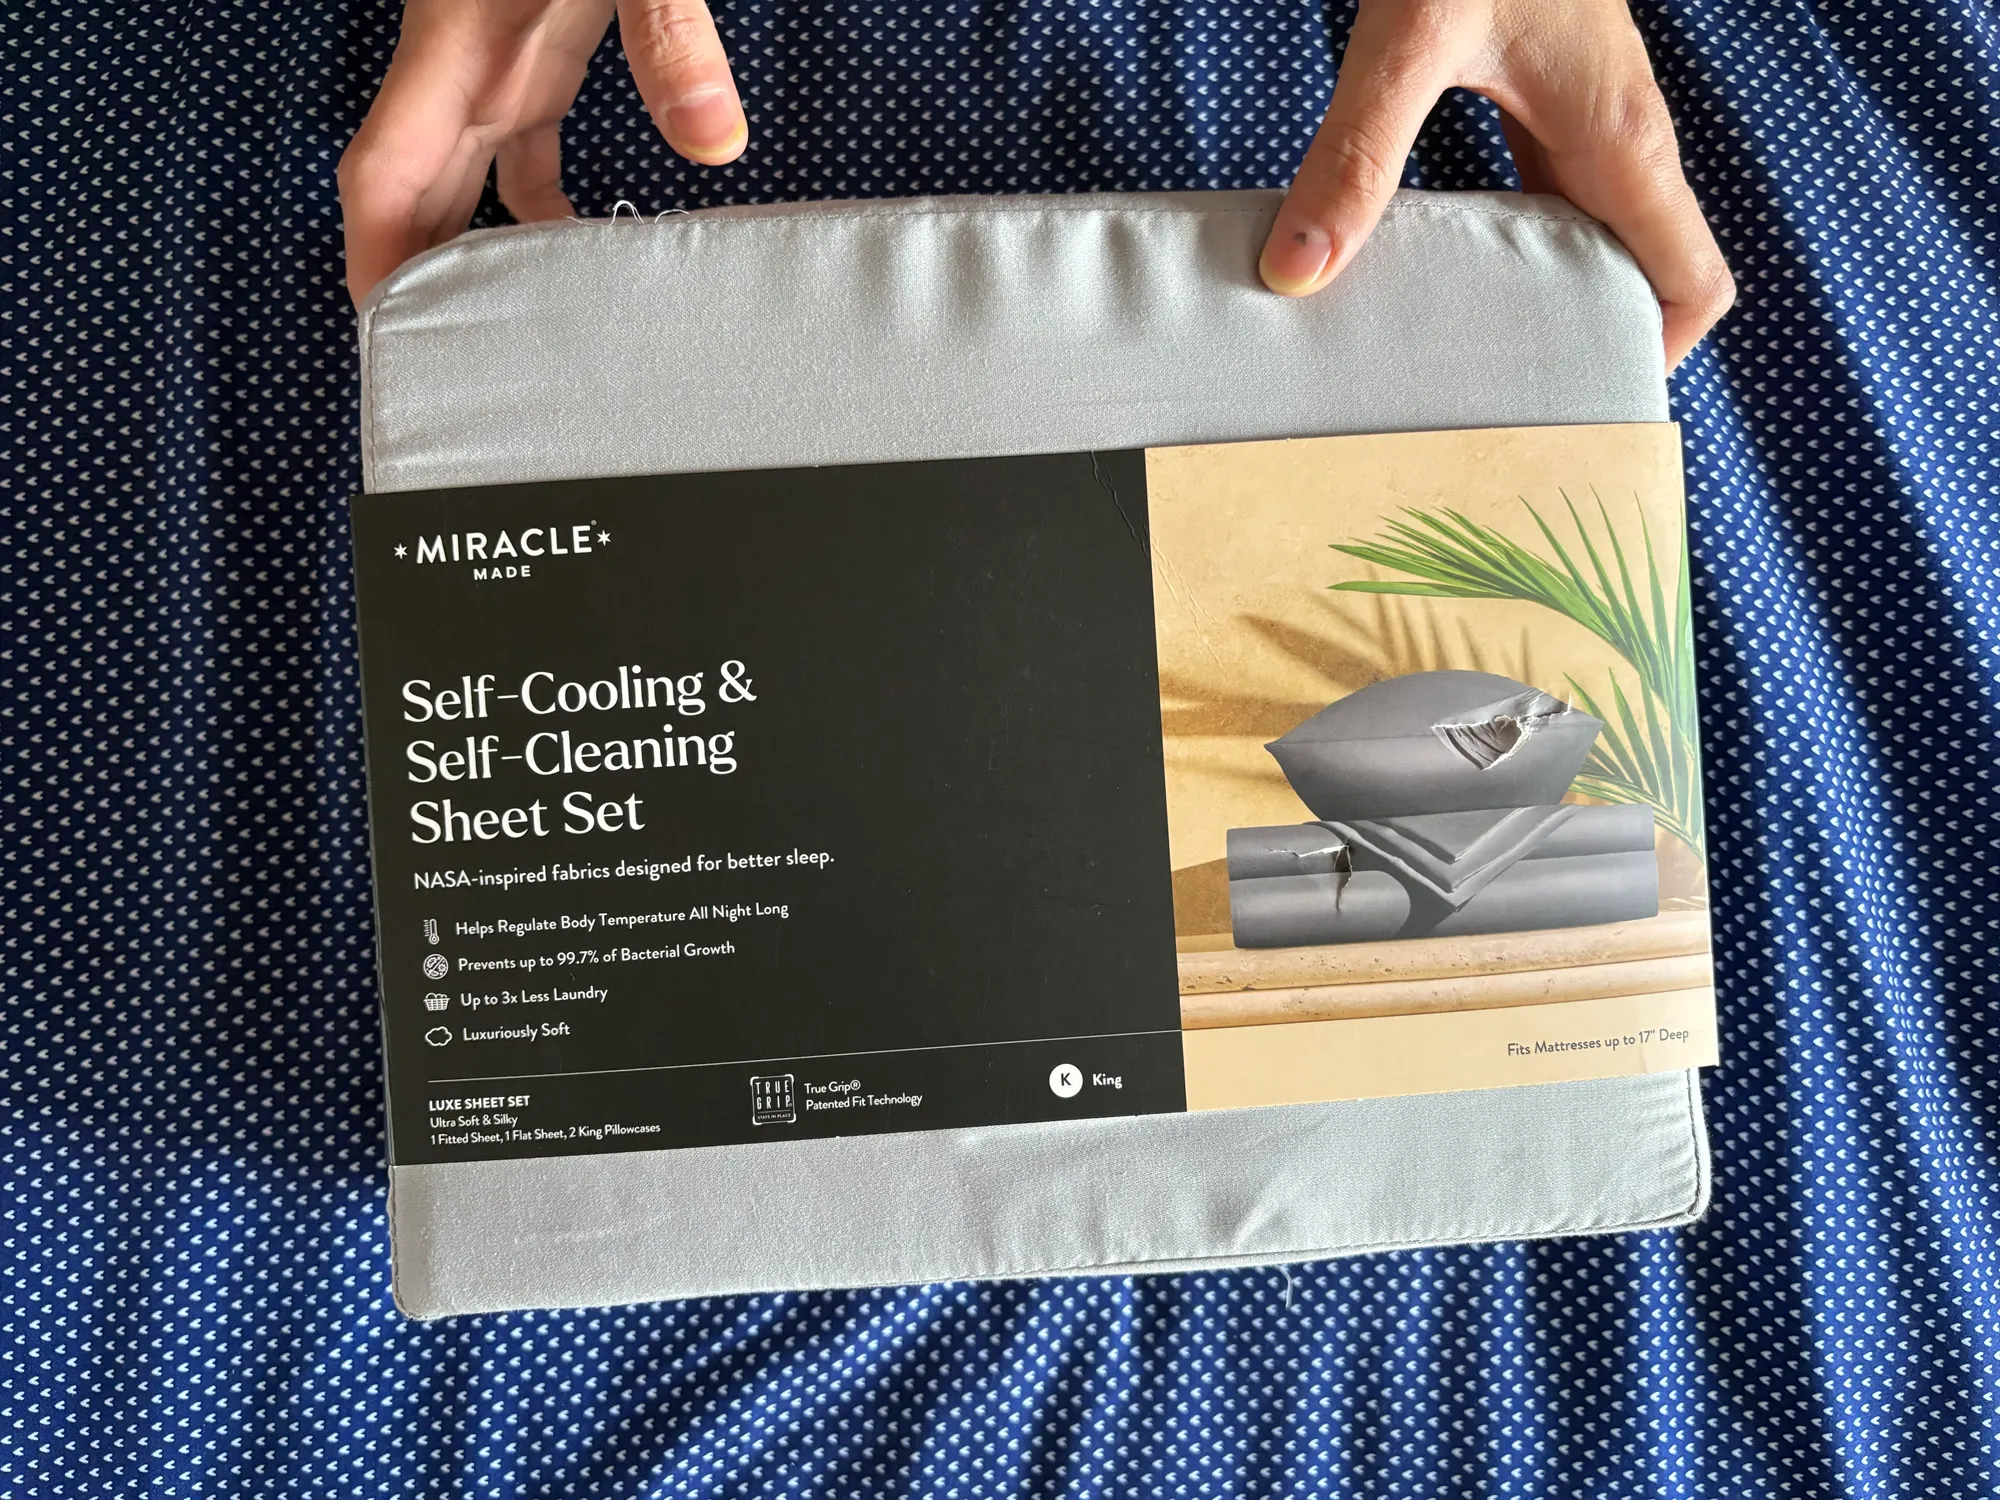 MIRACLE®
MADE
Self-Cooling &
Self-Cleaning
Sheet Set
NASA-inspired fabrics designed for better sleep.
Helps Regulate Body Temperature All Night Long
Prevents up to 99.7% of Bacterial Growth
Up to 3x Less Laundry
Luxuriously Soft
LUXE SHEET SET
Ultra Soft & Silky
1 Fitted Sheet, 1 Flat Sheet, 2 King Pillowcases
TRUE
GRIP
STAYS IN PLACE
True Grip®
Patented Fit Technology
K King
Fits Mattresses up to 17" Deep